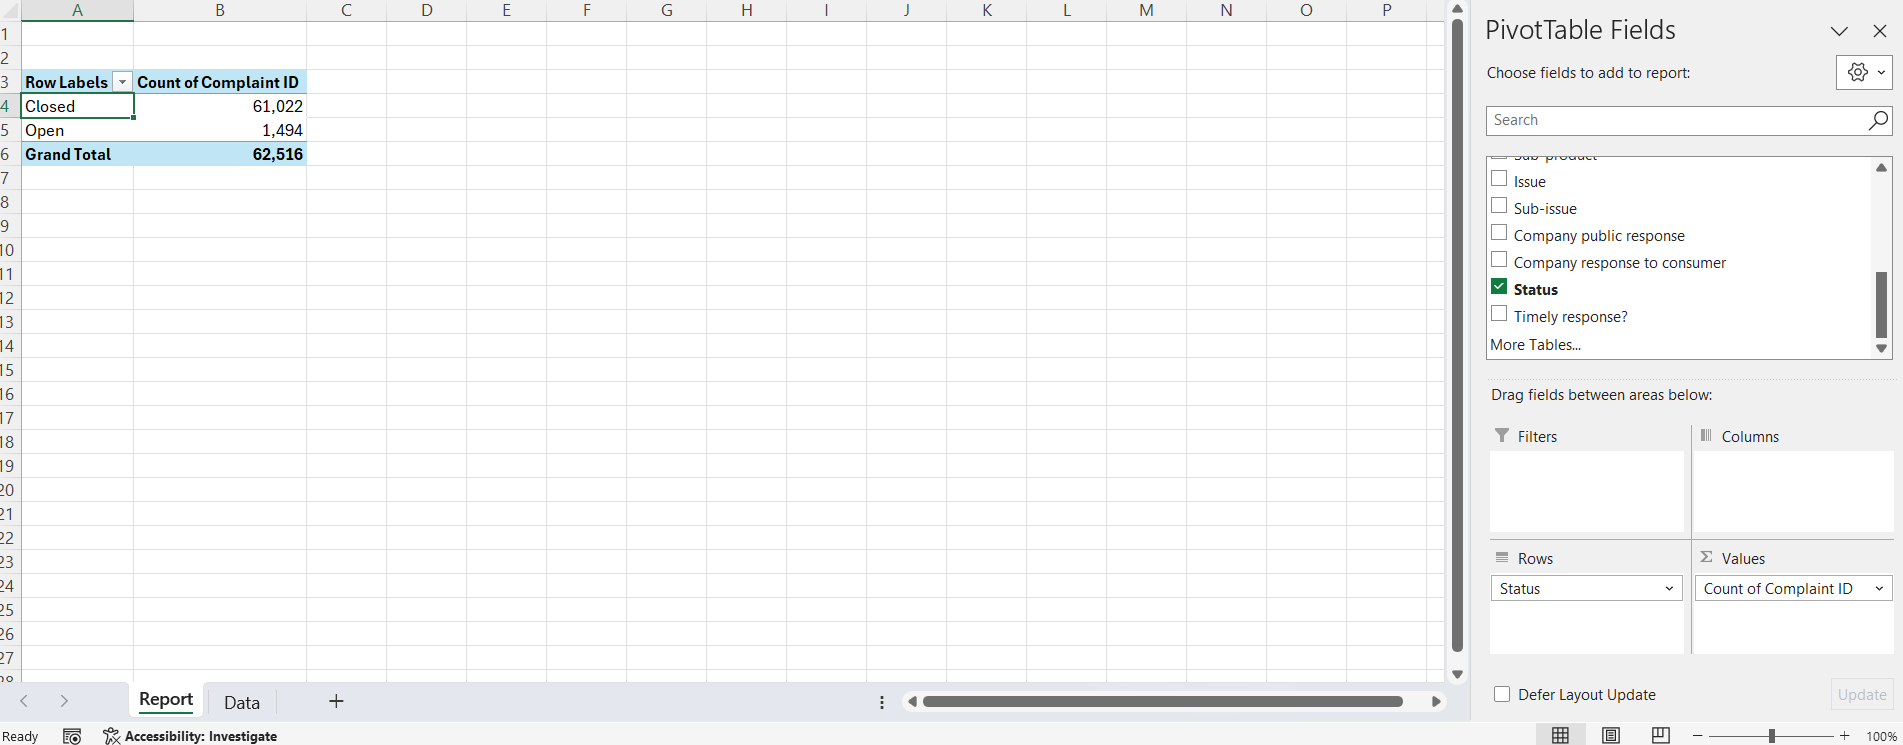 A B C D E F G H I J K L M N O P
1
2
3 Row Labels Count of Complaint ID
4 Closed 61,022
5 Open 1,494
6 Grand Total 62,516
7
8
9
10
11
12
13
14
15
16
17
18
19
20
21
22
23
24
25
26
27
28
Report Data
Ready Accessibility: Investigate 100%
PivotTable Fields
Choose fields to add to report:
Search
Sub-product
Issue
Sub-issue
Company public response
Company response to consumer
Status
Timely response?
More Tables...
Drag fields between areas below:
Filters Columns
Rows Values
Status Count of Complaint ID
Defer Layout Update Update